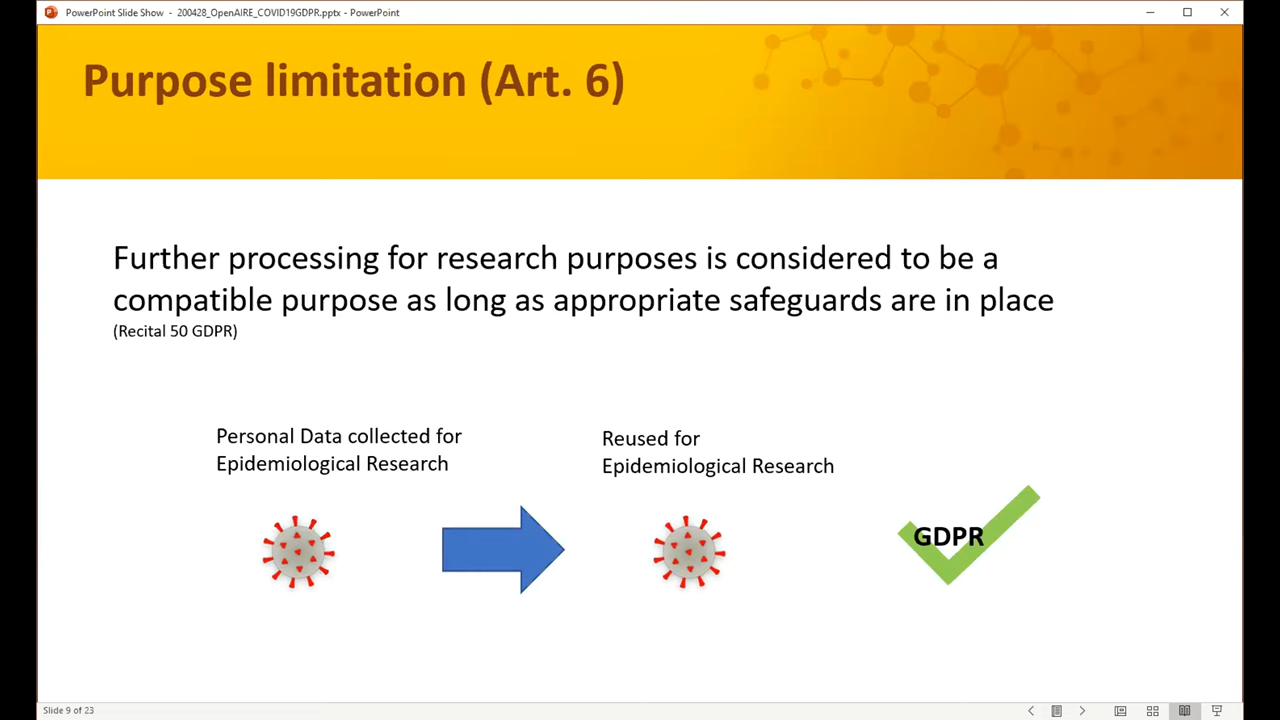 PowerPoint Slide Show - 200428_OpenAIRE_COVID19GDPR.pptx - PowerPoint
Purpose limitation (Art. 6)
Further processing for research purposes is considered to be a
compatible purpose as long as appropriate safeguards are in place
(Recital 50 GDPR)
Personal Data collected for
Epidemiological Research
Reused for
Epidemiological Research
GDPR
Slide 9 of 23